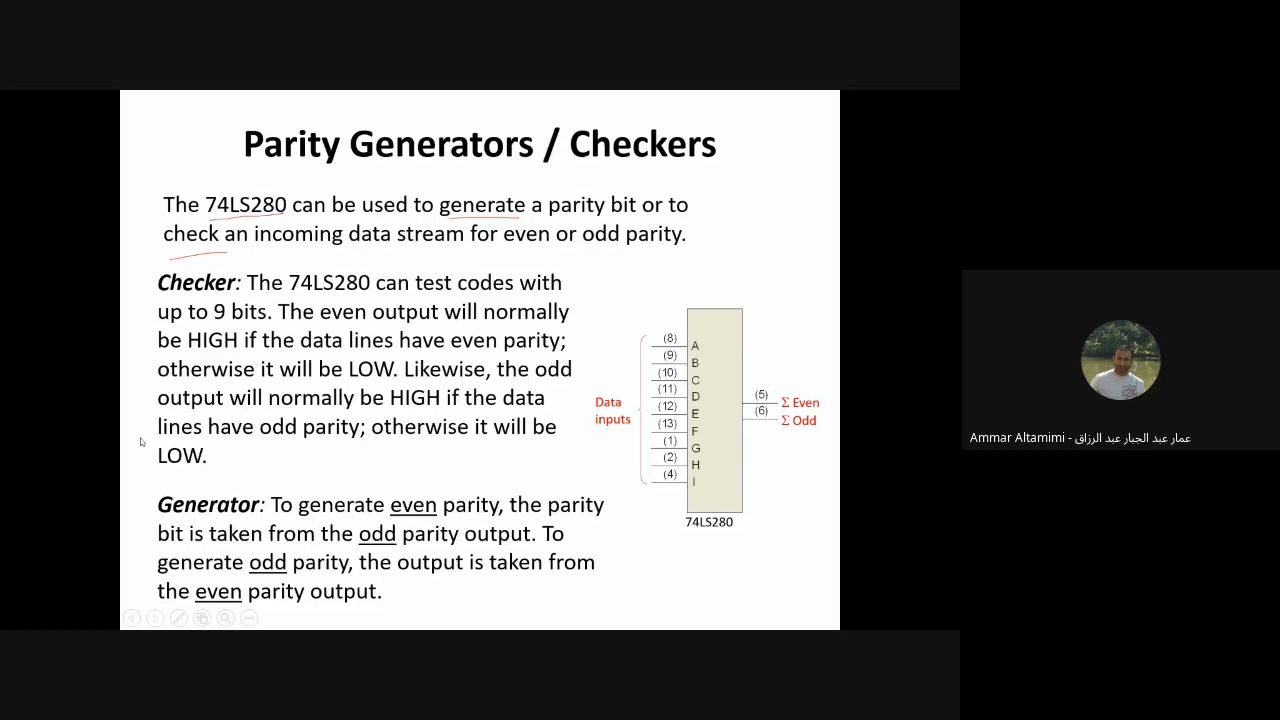 Parity Generators / Checkers
The 74LS280 can be used to generate a parity bit or to
check an incoming data stream for even or odd parity.
Checker: The 74LS280 can test codes with
up to 9 bits. The even output will normally
be HIGH if the data lines have even parity;
otherwise it will be LOW. Likewise, the odd
output will normally be HIGH if the data
lines have odd parity; otherwise it will be
LOW.
Generator: To generate even parity, the parity
bit is taken from the odd parity output. To
generate odd parity, the output is taken from
the even parity output.
Data
inputs
(8) A
(9) B
(10) C
(11) D
(12) E
(13) F
(1) G
(2) H
(4) I
(5) Σ Even
(6) Σ Odd
74LS280
Ammar Altamimi - عمار عبد الجبار عبد الرزاق